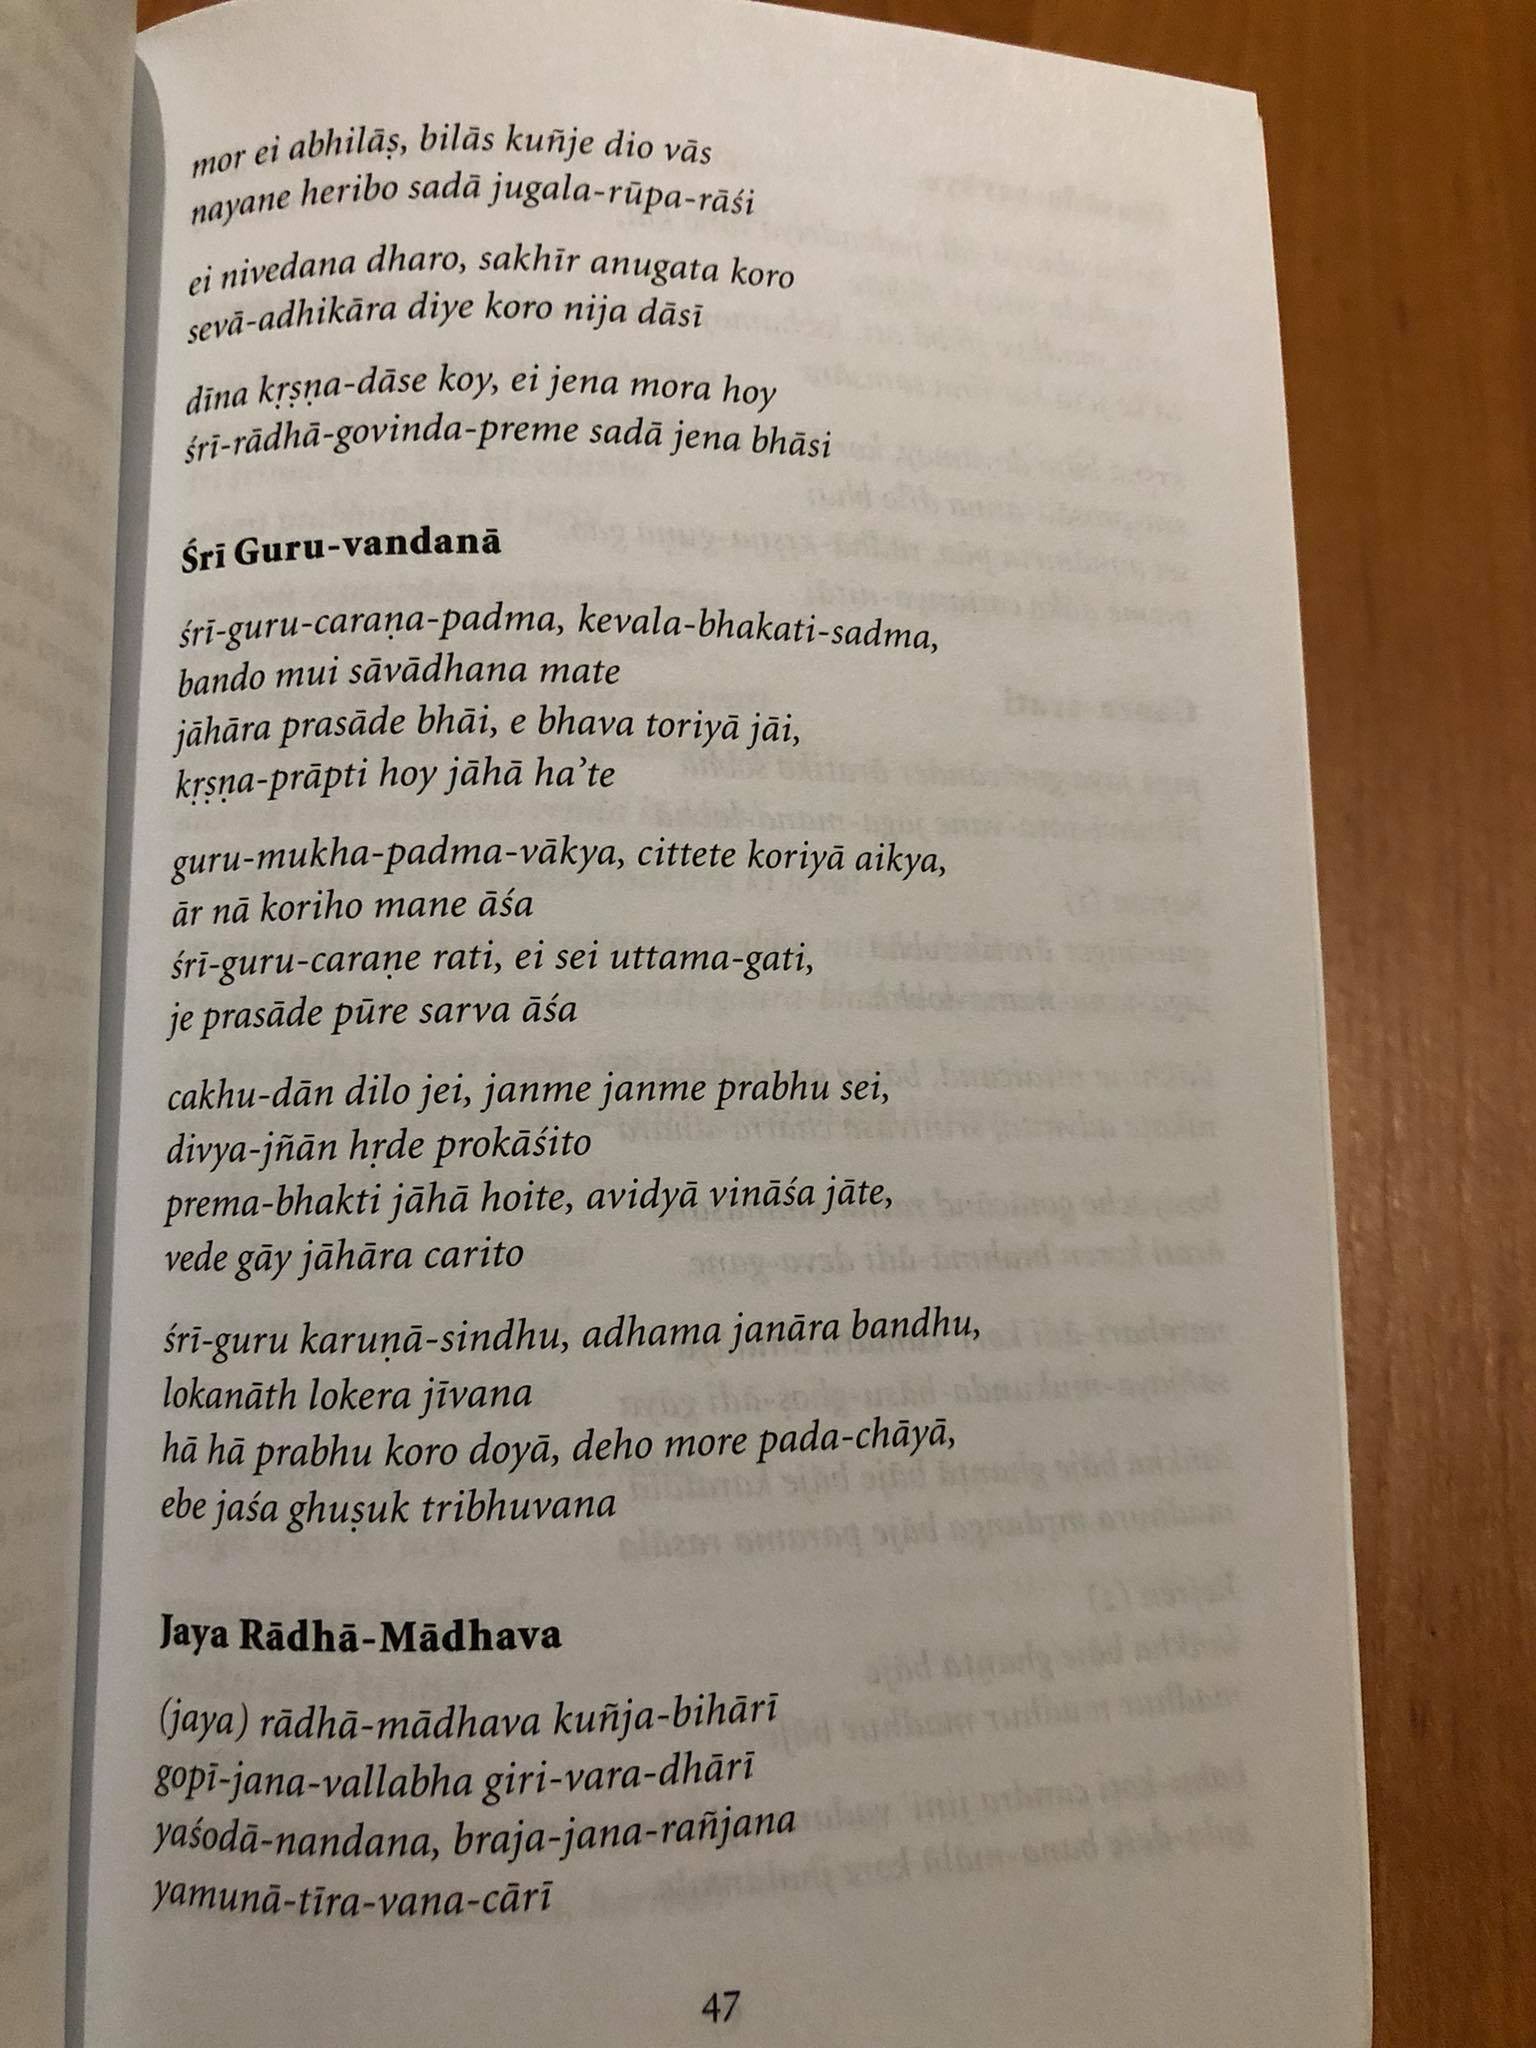 mor ei abhilāṣ, bilās kuñje dio vās
nayane heribo sadā jugala-rūpa-rāśi
ei nivedana dharo, sakhīr anugata koro
sevā-adhikāra diye koro nija dāsī
dīna kṛṣṇa-dāse koy, ei jena mora hoy
śrī-rādhā-govinda-preme sadā jena bhāsi
Śrī Guru-vandanā
śrī-guru-caraṇa-padma, kevala-bhakati-sadma,
bando mui sāvādhana mate
jāhāra prasāde bhāi, e bhava toriyā jāi,
kṛṣṇa-prāpti hoy jāhā ha’te
guru-mukha-padma-vākya, cittete koriyā aikya,
ār nā koriho mane āśa
śrī-guru-caraṇe rati, ei sei uttama-gati,
je prasāde pūre sarva āśa
cakhu-dān dilo jei, janme janme prabhu sei,
divya-jñān hṛde prokāśito
prema-bhakti jāhā hoite, avidyā vināśa jāte,
vede gāy jāhāra carito
śrī-guru karuṇā-sindhu, adhama janāra bandhu,
lokanāth lokera jīvana
hā hā prabhu koro doyā, deho more pada-chāyā,
ebe jaśa ghuṣuk tribhuvana
Jaya Rādhā-Mādhava
(jaya) rādhā-mādhava kuñja-bihārī
gopī-jana-vallabha giri-vara-dhārī
yaśodā-nandana, braja-jana-rañjana
yamunā-tīra-vana-cārī
47